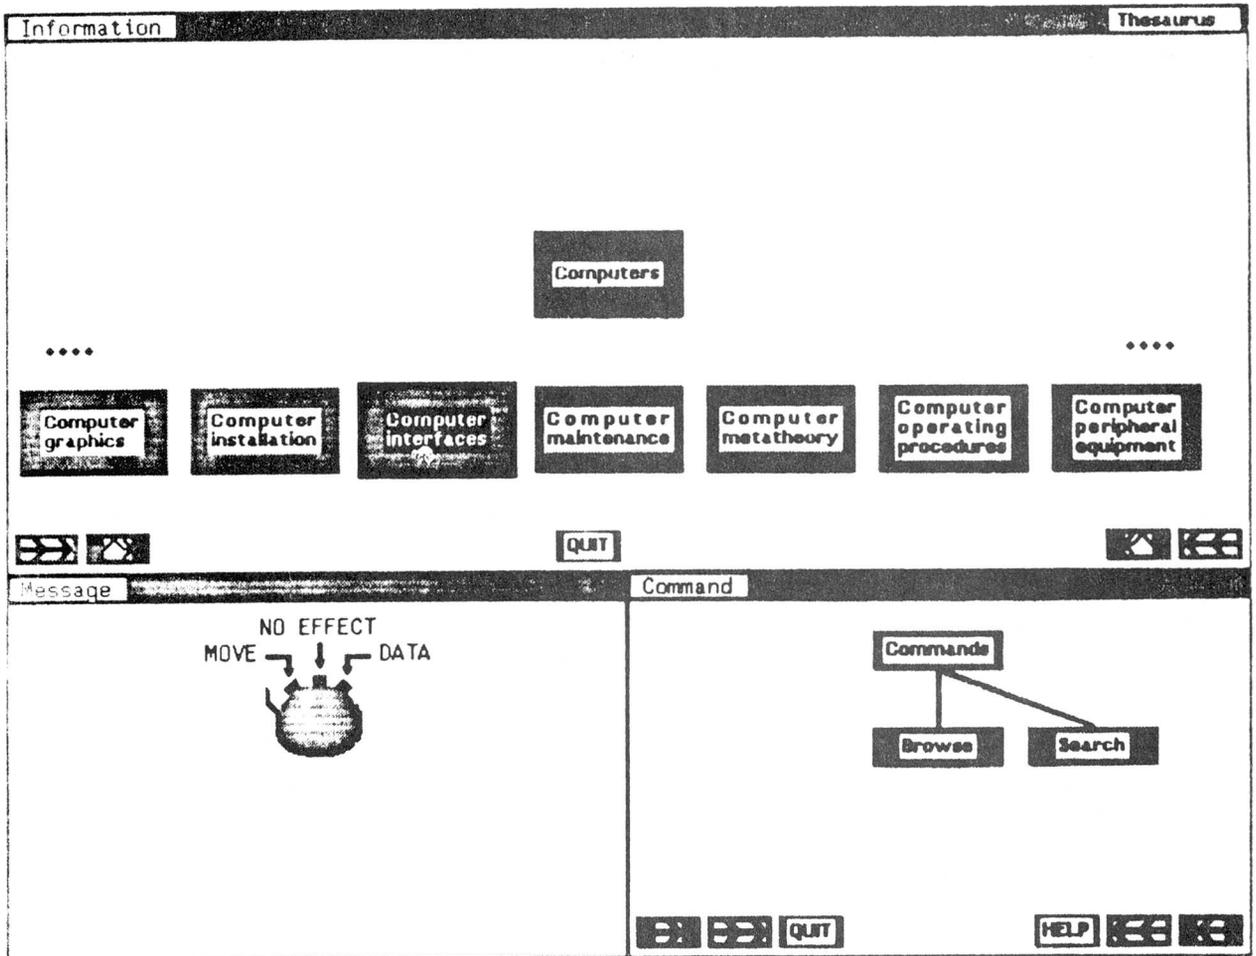 Information
Thesaurus
Computers
Computer
graphics
Computer
installation
Computer
interfaces
Computer
maintenance
Computer
metatheory
Computer
operating
procedures
Computer
peripheral
equipment
QUIT
Message
Command
NO EFFECT
MOVE
DATA
Commands
Browse
Search
QUIT
HELP